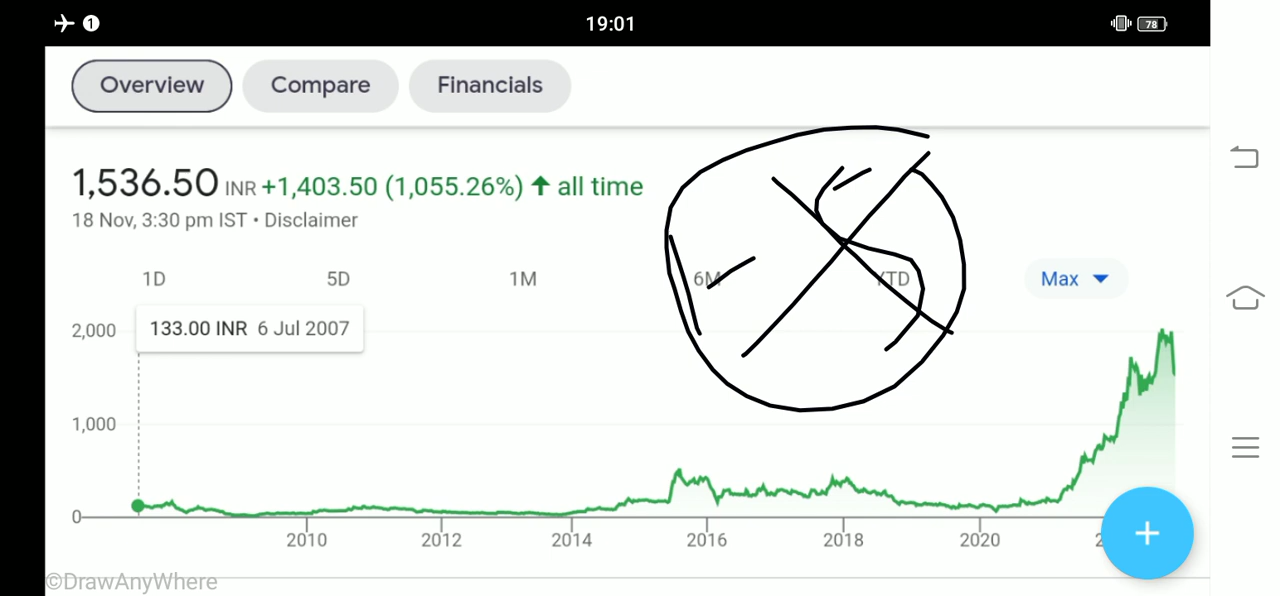 19:01
78
1
Overview Compare Financials
1,536.50 INR +1,403.50 (1,055.26%) ↑ all time
18 Nov, 3:30 pm IST • Disclaimer
1D 5D 1M 6M YTD Max
133.00 INR 6 Jul 2007
2,000
1,000
0
2010 2012 2014 2016 2018 2020
©DrawAnyWhere